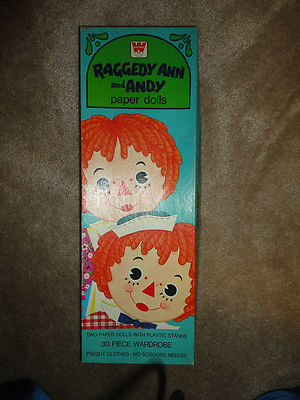 W
RAGGEDY ANN
and ANDY
paper dolls
TWO PAPER DOLLS WITH PLASTIC STANDS
30 PIECE WARDROBE
PRECUT CLOTHES • NO SCISSORS NEEDED